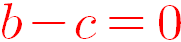 b − c = 0